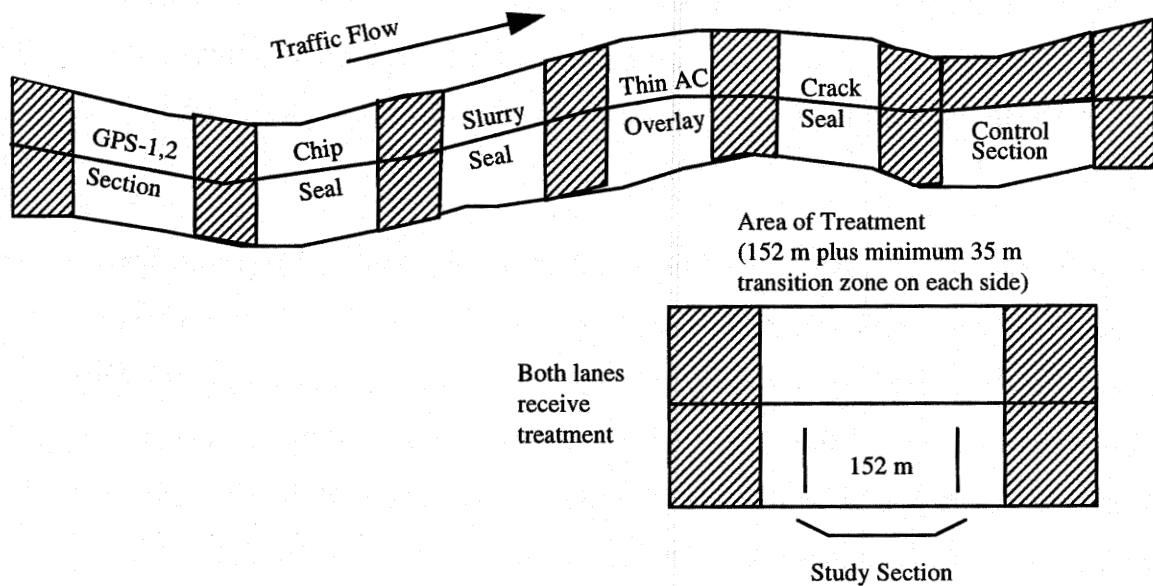 Traffic Flow
GPS-1,2
Section
Chip
Seal
Slurry
Seal
Thin AC
Overlay
Crack
Seal
Control
Section
Area of Treatment
(152 m plus minimum 35 m
transition zone on each side)
Both lanes
receive
treatment
152 m
Study Section